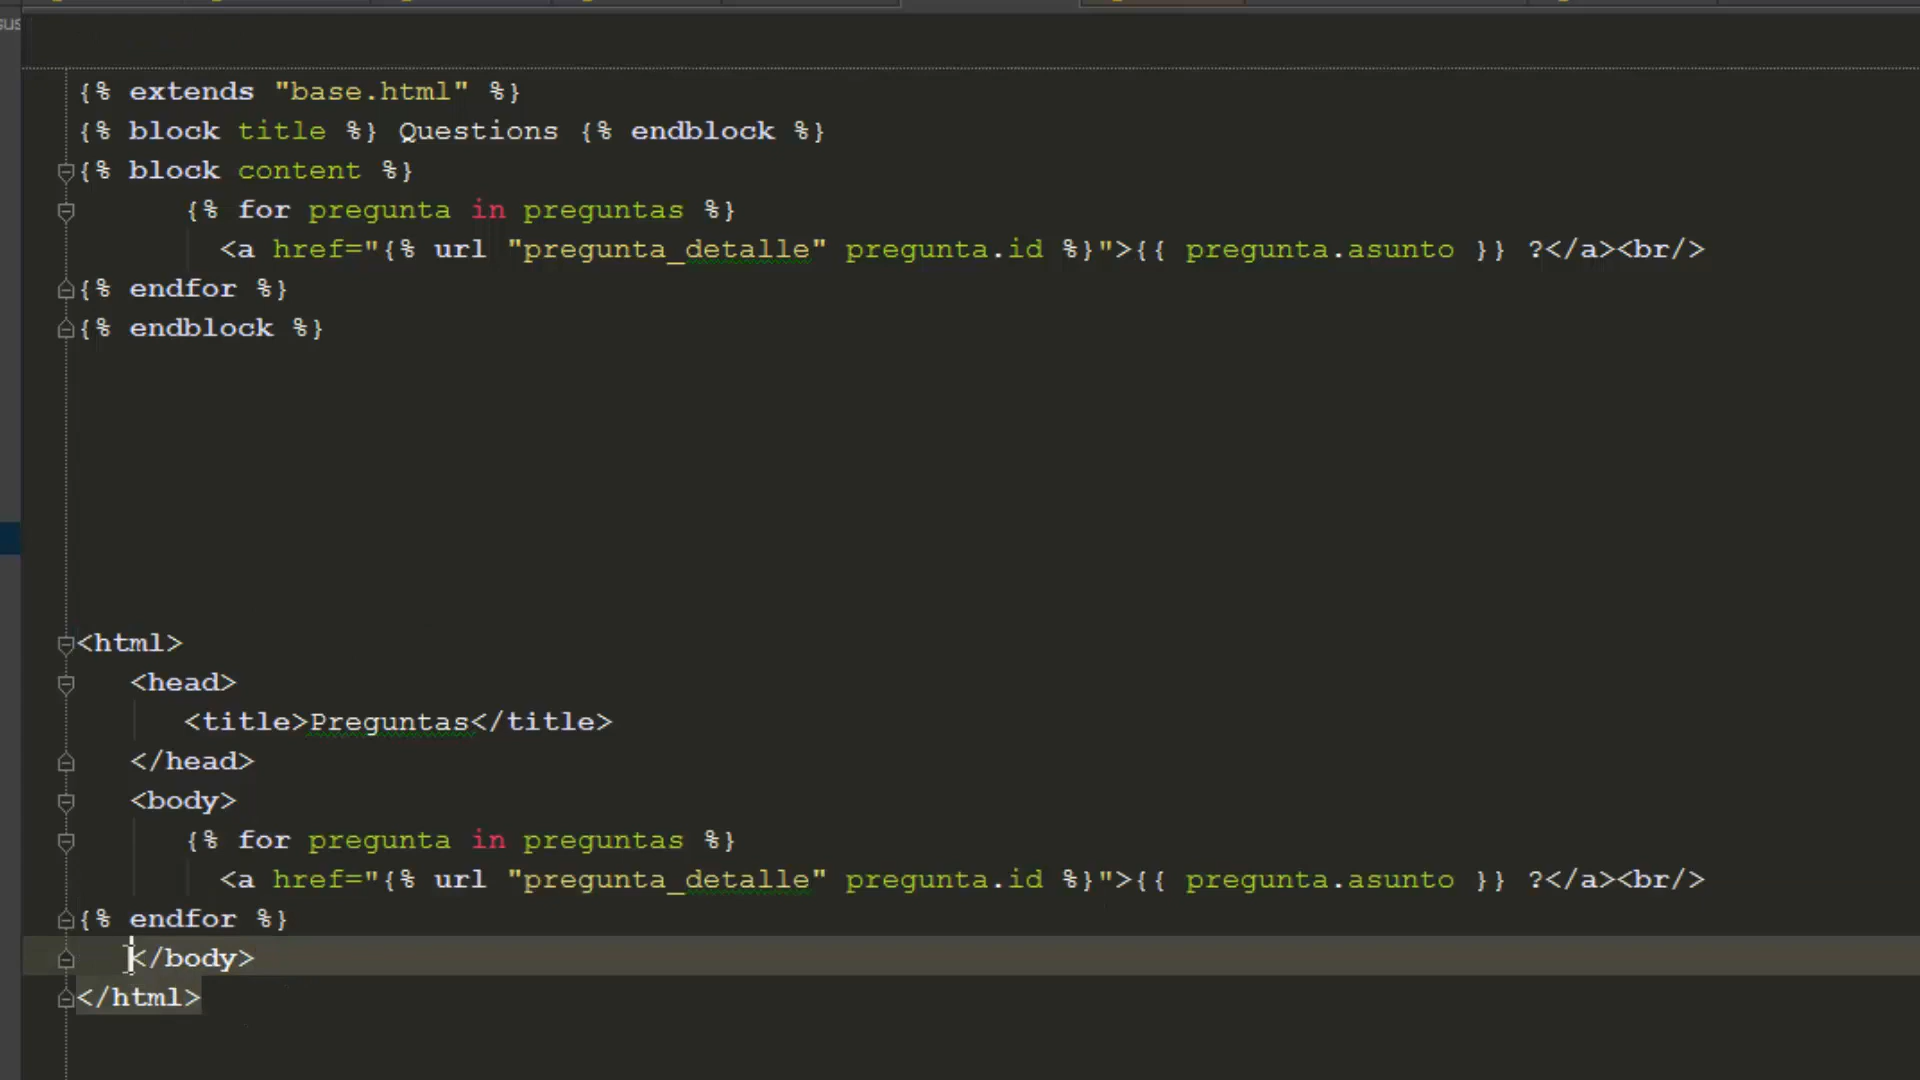 sus
{% extends "base.html" %}
{% block title %} Questions {% endblock %}
{% block content %}
{% for pregunta in preguntas %}
<a href="{% url "pregunta_detalle" pregunta.id %}">{{ pregunta.asunto }} ?</a><br/>
{% endfor %}
{% endblock %}
<html>
<head>
<title>Preguntas</title>
</head>
<body>
{% for pregunta in preguntas %}
<a href="{% url "pregunta_detalle" pregunta.id %}">{{ pregunta.asunto }} ?</a><br/>
{% endfor %}
</body>
</html>